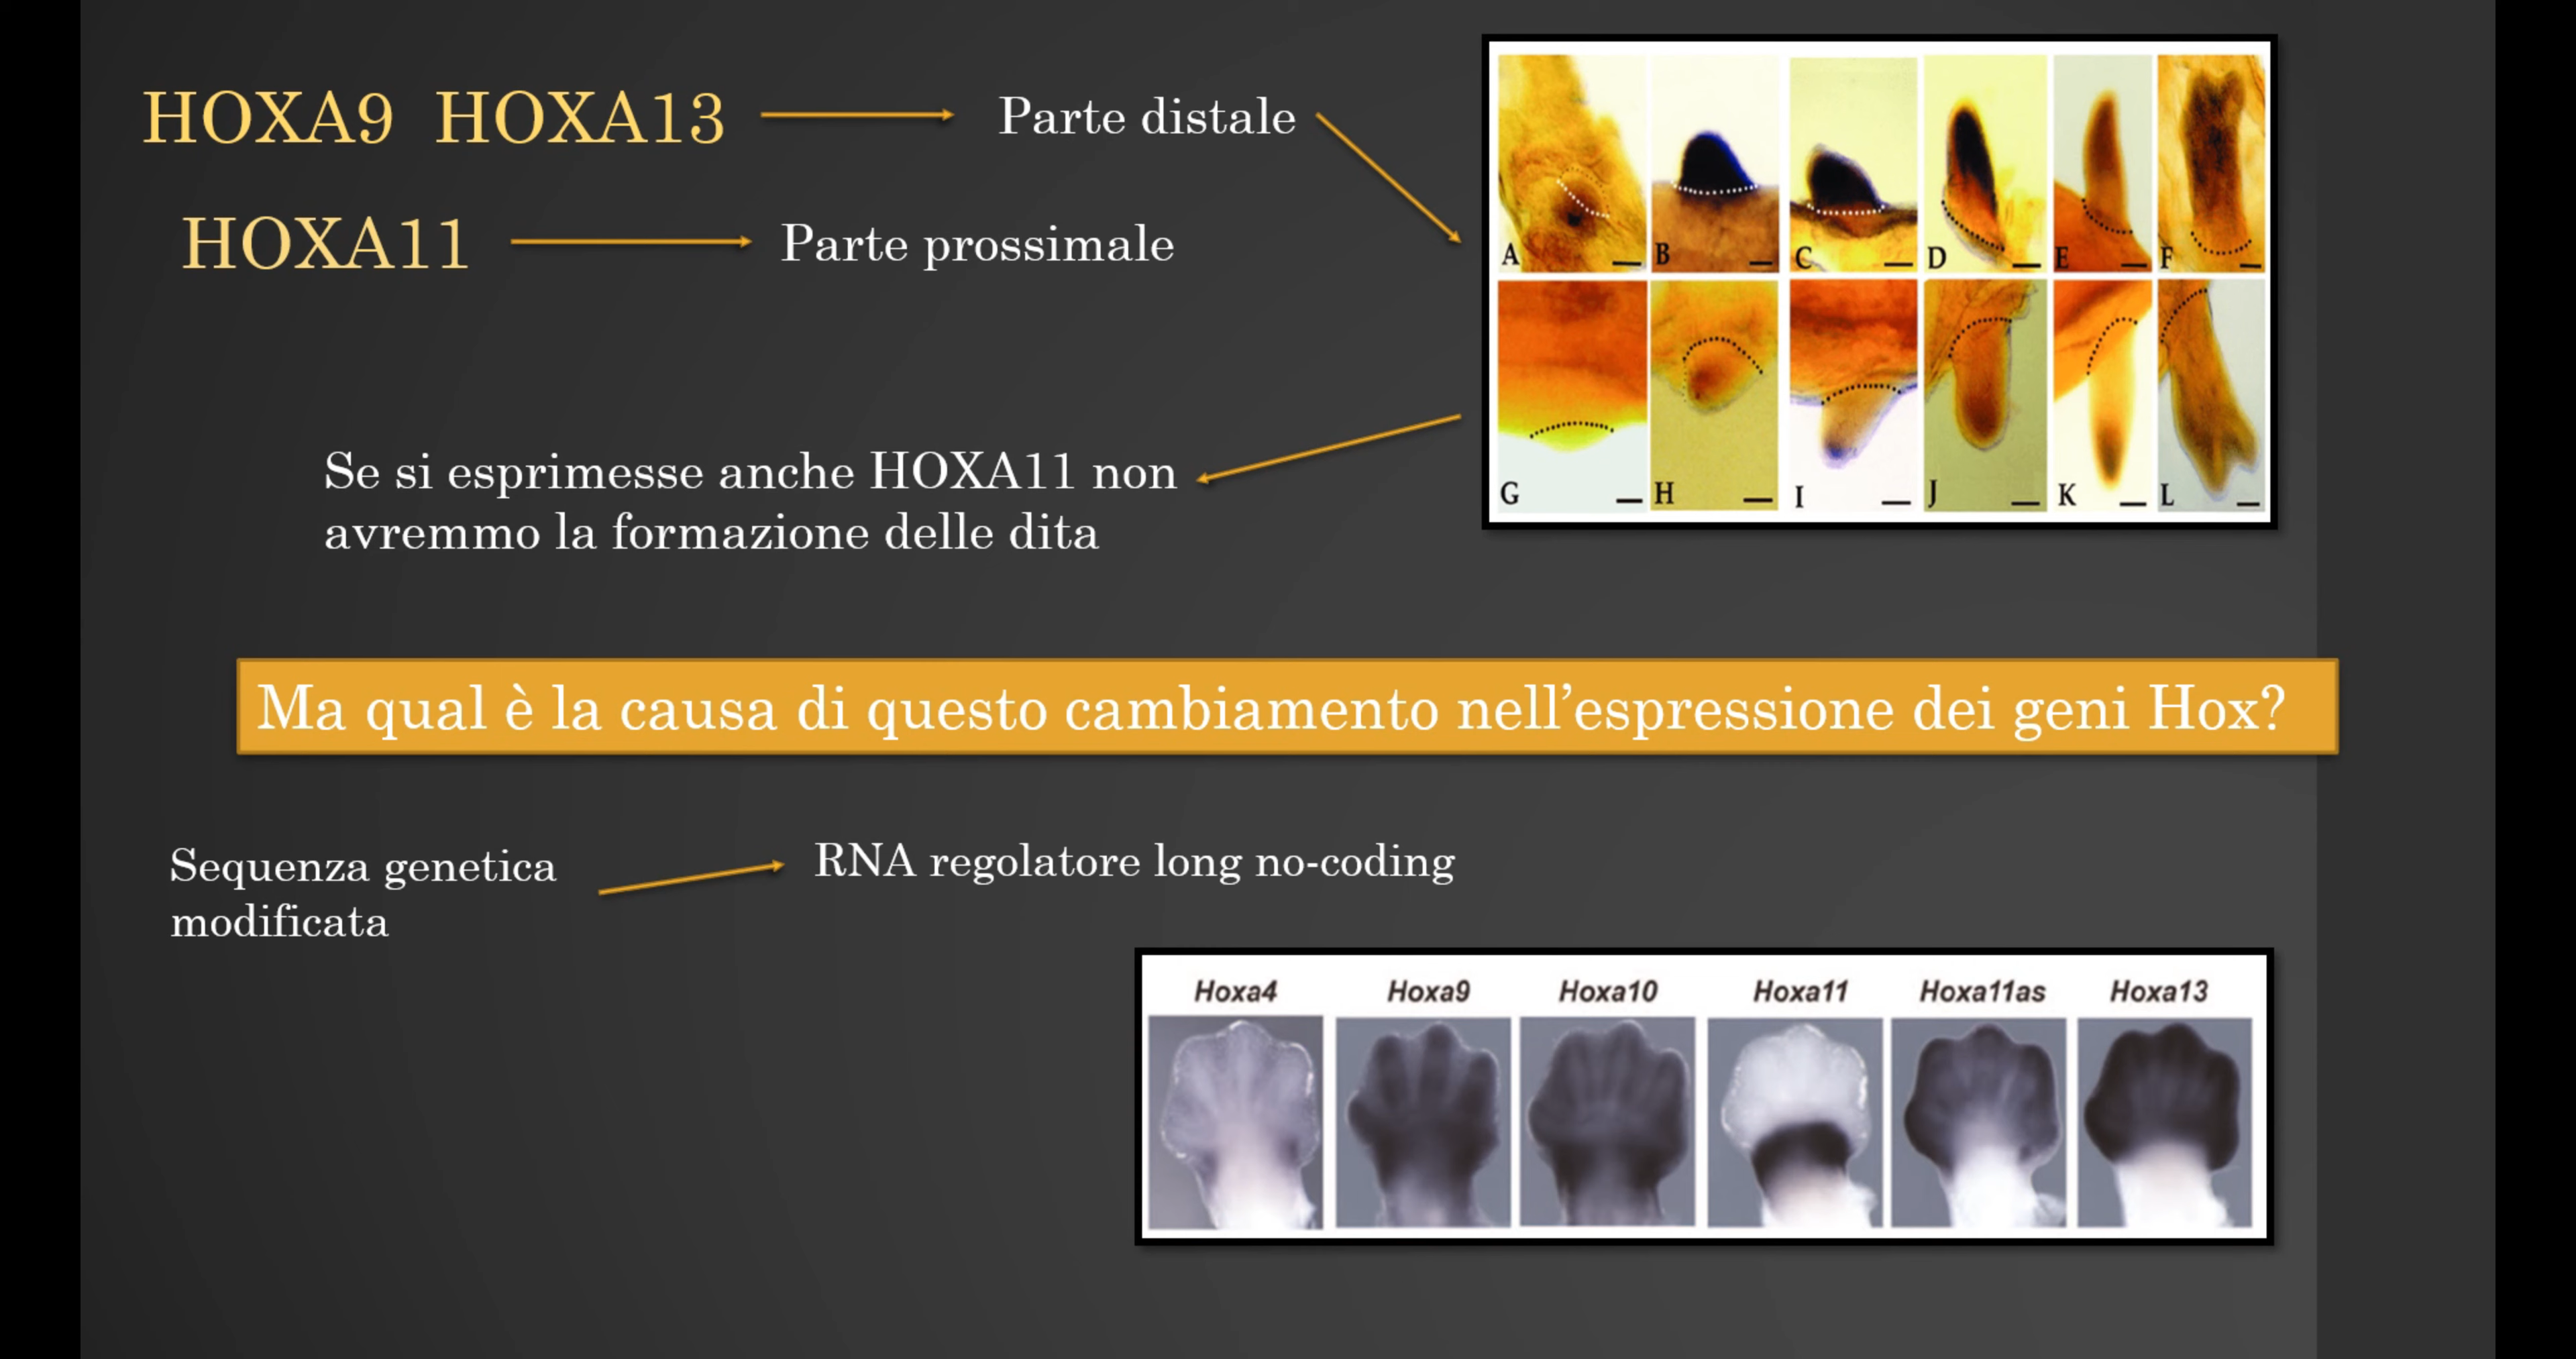 HOXA9 HOXA13
Parte distale
HOXA11
Parte prossimale
A B C D E F
G H I J K L
Se si esprimesse anche HOXA11 non
avremmo la formazione delle dita
Ma qual è la causa di questo cambiamento nell'espressione dei geni Hox?
Sequenza genetica
modificata
RNA regolatore long no-coding
Hoxa4 Hoxa9 Hoxa10 Hoxa11 Hoxa11as Hoxa13